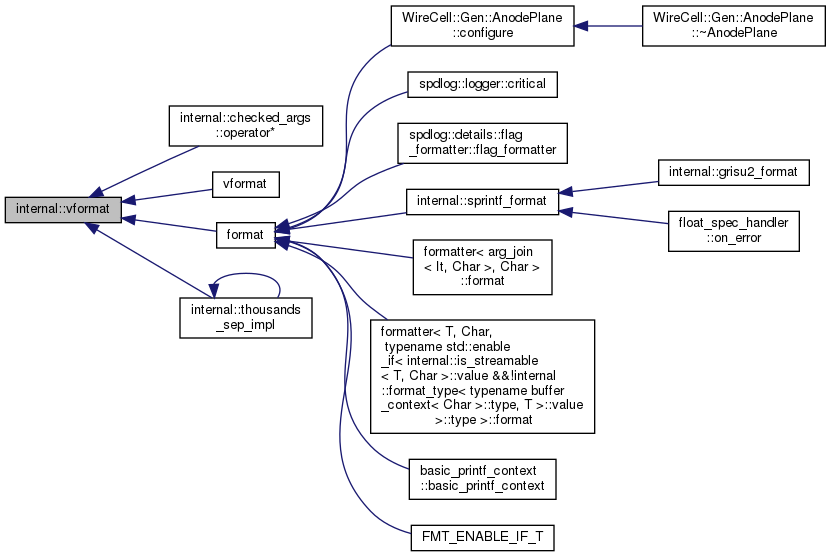 WireCell::Gen::AnodePlane
::configure
WireCell::Gen::AnodePlane
::~AnodePlane
spdlog::logger::critical
internal::checked_args
::operator*
spdlog::details::flag
_formatter::flag_formatter
internal::grisu2_format
vformat
internal::vformat
internal::sprintf_format
format
float_spec_handler
::on_error
formatter< arg_join
< It, Char >, Char >
::format
internal::thousands
_sep_impl
formatter< T, Char,
typename std::enable
_if< internal::is_streamable
< T, Char >::value &&!internal
::format_type< typename buffer
_context< Char >::type, T >::value
>::type >::format
basic_printf_context
::basic_printf_context
FMT_ENABLE_IF_T